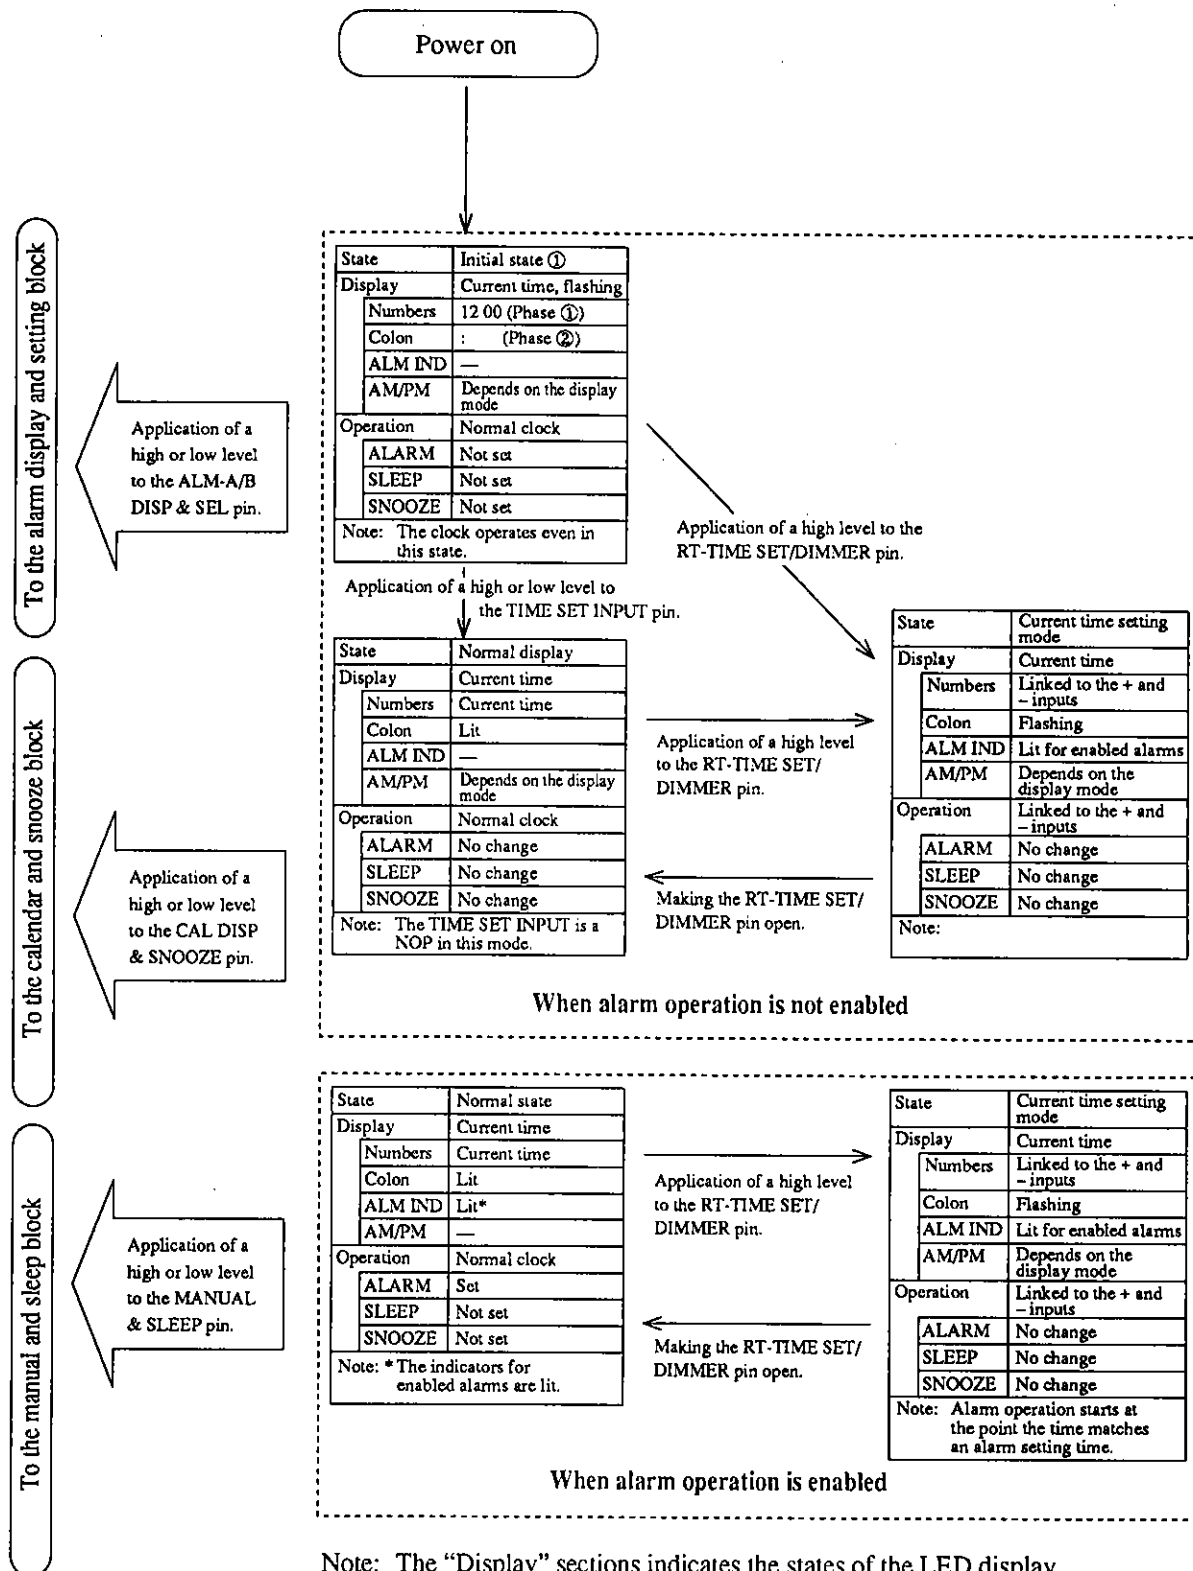 Power on
To the alarm display and setting block
Application of a
high or low level
to the ALM-A/B
DISP & SEL pin.
State Initial state ①
Display Current time, flashing
Numbers 12 00 (Phase ①)
Colon : (Phase ②)
ALM IND —
AM/PM Depends on the display
mode
Operation Normal clock
ALARM Not set
SLEEP Not set
SNOOZE Not set
Note: The clock operates even in
this state.
Application of a high level to the
RT-TIME SET/DIMMER pin.
Application of a high or low level to
the TIME SET INPUT pin.
To the calendar and snooze block
Application of a
high or low level
to the CAL DISP
& SNOOZE pin.
State Normal display
Display Current time
Numbers Current time
Colon Lit
ALM IND —
AM/PM Depends on the display
mode
Operation Normal clock
ALARM No change
SLEEP No change
SNOOZE No change
Note: The TIME SET INPUT is a
NOP in this mode.
Application of a high level
to the RT-TIME SET/
DIMMER pin.
Making the RT-TIME SET/
DIMMER pin open.
State Current time setting
mode
Display Current time
Numbers Linked to the + and
– inputs
Colon Flashing
ALM IND Lit for enabled alarms
AM/PM Depends on the
display mode
Operation Linked to the + and
– inputs
ALARM No change
SLEEP No change
SNOOZE No change
Note:
When alarm operation is not enabled
To the manual and sleep block
Application of a
high or low level
to the MANUAL
& SLEEP pin.
State Normal state
Display Current time
Numbers Current time
Colon Lit
ALM IND Lit*
AM/PM —
Operation Normal clock
ALARM Set
SLEEP Not set
SNOOZE Not set
Note: * The indicators for
enabled alarms are lit.
Application of a high level
to the RT-TIME SET/
DIMMER pin.
Making the RT-TIME SET/
DIMMER pin open.
State Current time setting
mode
Display Current time
Numbers Linked to the + and
– inputs
Colon Flashing
ALM IND Lit for enabled alarms
AM/PM Depends on the
display mode
Operation Linked to the + and
– inputs
ALARM No change
SLEEP No change
SNOOZE No change
Note: Alarm operation starts at
the point the time matches
an alarm setting time.
When alarm operation is enabled
Note: The “Display” sections indicates the states of the LED display